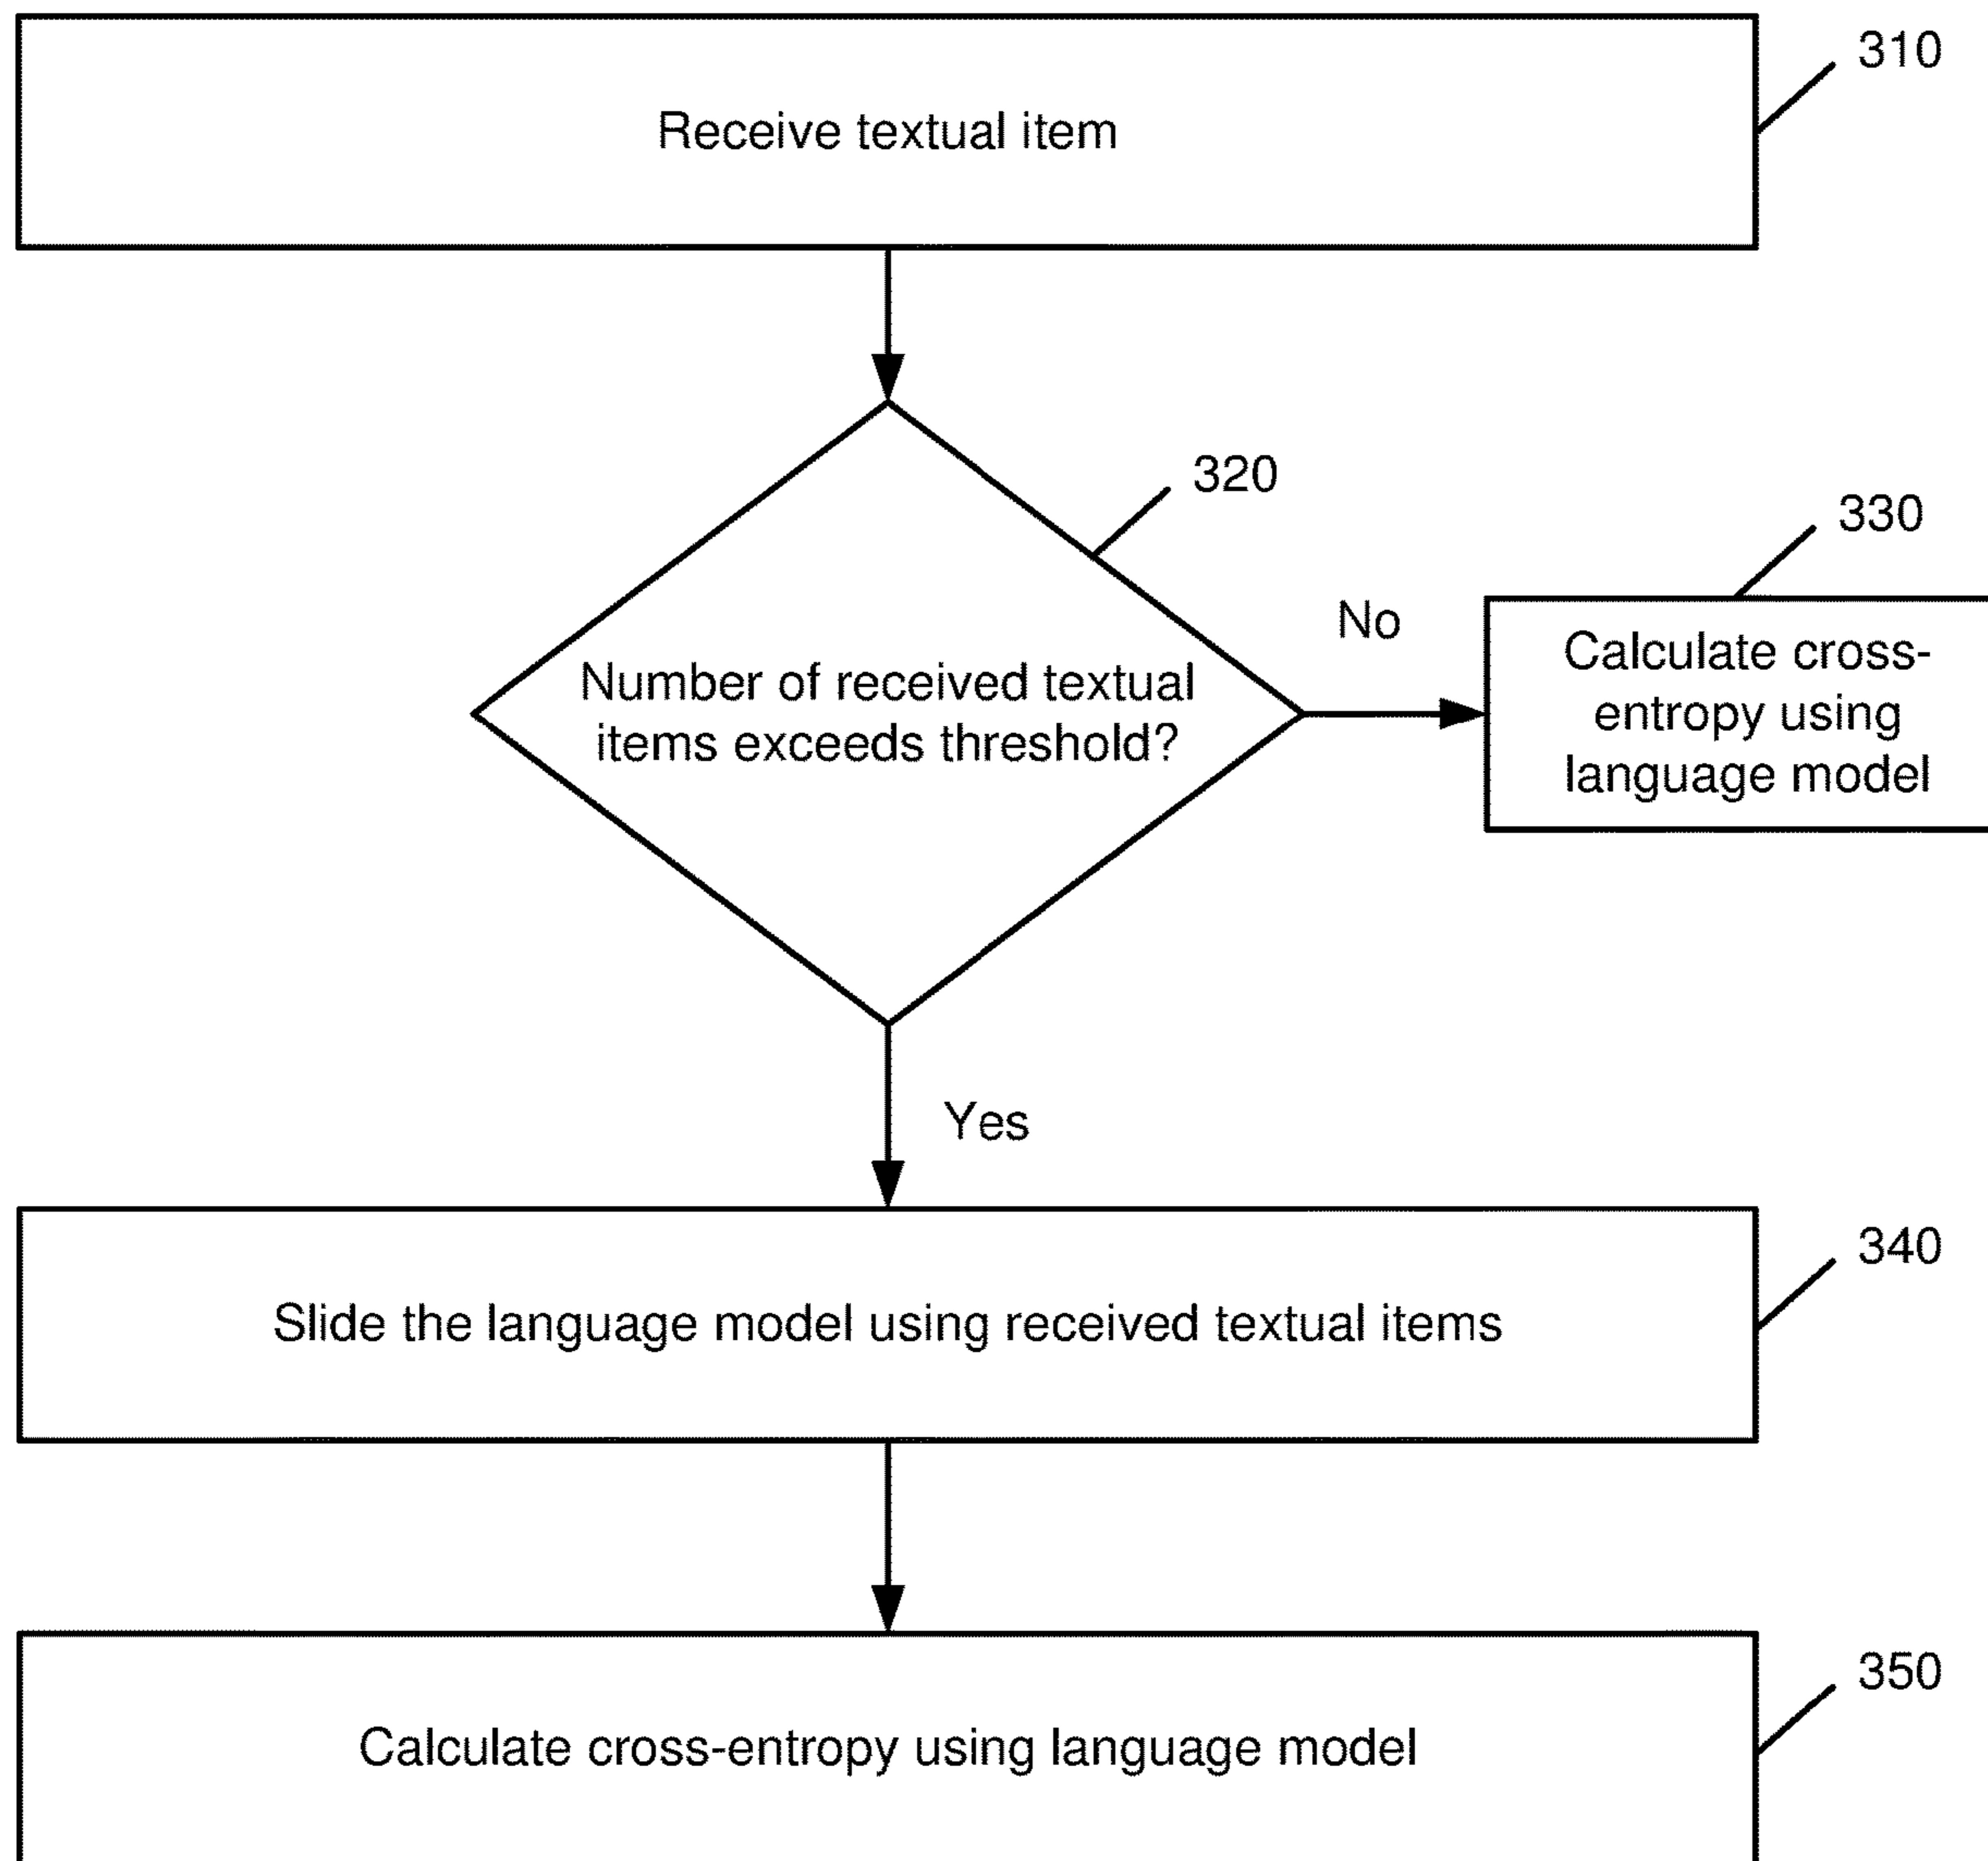 310
Receive textual item
320
330
No
Calculate cross-
entropy using
language model
Number of received textual
items exceeds threshold?
Yes
340
Slide the language model using received textual items
350
Calculate cross-entropy using language model